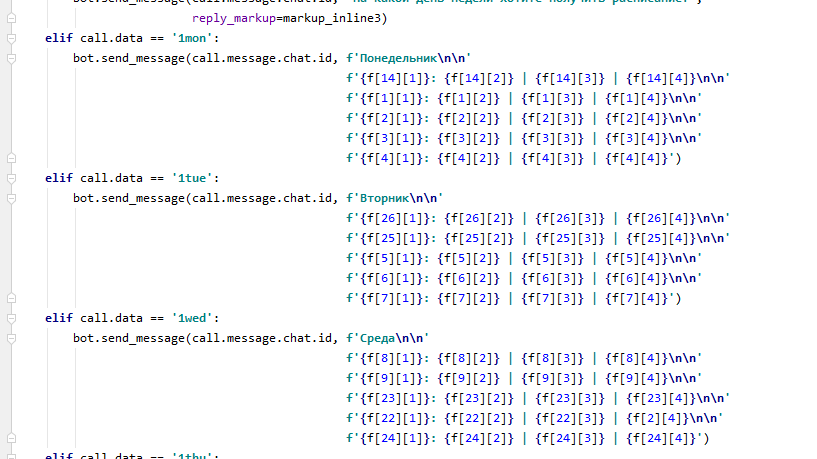 bot.send_message(call.message.chat.id, 'На какой день недели хотите получить расписание?',
reply_markup=markup_inline3)
elif call.data == '1mon':
bot.send_message(call.message.chat.id, f'Понедельник\n\n'
f'{f[14][1]}: {f[14][2]} | {f[14][3]} | {f[14][4]}\n\n'
f'{f[1][1]}: {f[1][2]} | {f[1][3]} | {f[1][4]}\n\n'
f'{f[2][1]}: {f[2][2]} | {f[2][3]} | {f[2][4]}\n\n'
f'{f[3][1]}: {f[3][2]} | {f[3][3]} | {f[3][4]}\n\n'
f'{f[4][1]}: {f[4][2]} | {f[4][3]} | {f[4][4]}')
elif call.data == '1tue':
bot.send_message(call.message.chat.id, f'Вторник\n\n'
f'{f[26][1]}: {f[26][2]} | {f[26][3]} | {f[26][4]}\n\n'
f'{f[25][1]}: {f[25][2]} | {f[25][3]} | {f[25][4]}\n\n'
f'{f[5][1]}: {f[5][2]} | {f[5][3]} | {f[5][4]}\n\n'
f'{f[6][1]}: {f[6][2]} | {f[6][3]} | {f[6][4]}\n\n'
f'{f[7][1]}: {f[7][2]} | {f[7][3]} | {f[7][4]}')
elif call.data == '1wed':
bot.send_message(call.message.chat.id, f'Среда\n\n'
f'{f[8][1]}: {f[8][2]} | {f[8][3]} | {f[8][4]}\n\n'
f'{f[9][1]}: {f[9][2]} | {f[9][3]} | {f[9][4]}\n\n'
f'{f[23][1]}: {f[23][2]} | {f[23][3]} | {f[23][4]}\n\n'
f'{f[22][1]}: {f[22][2]} | {f[22][3]} | {f[2][4]}\n\n'
f'{f[24][1]}: {f[24][2]} | {f[24][3]} | {f[24][4]}')
elif call.data == '1thu':